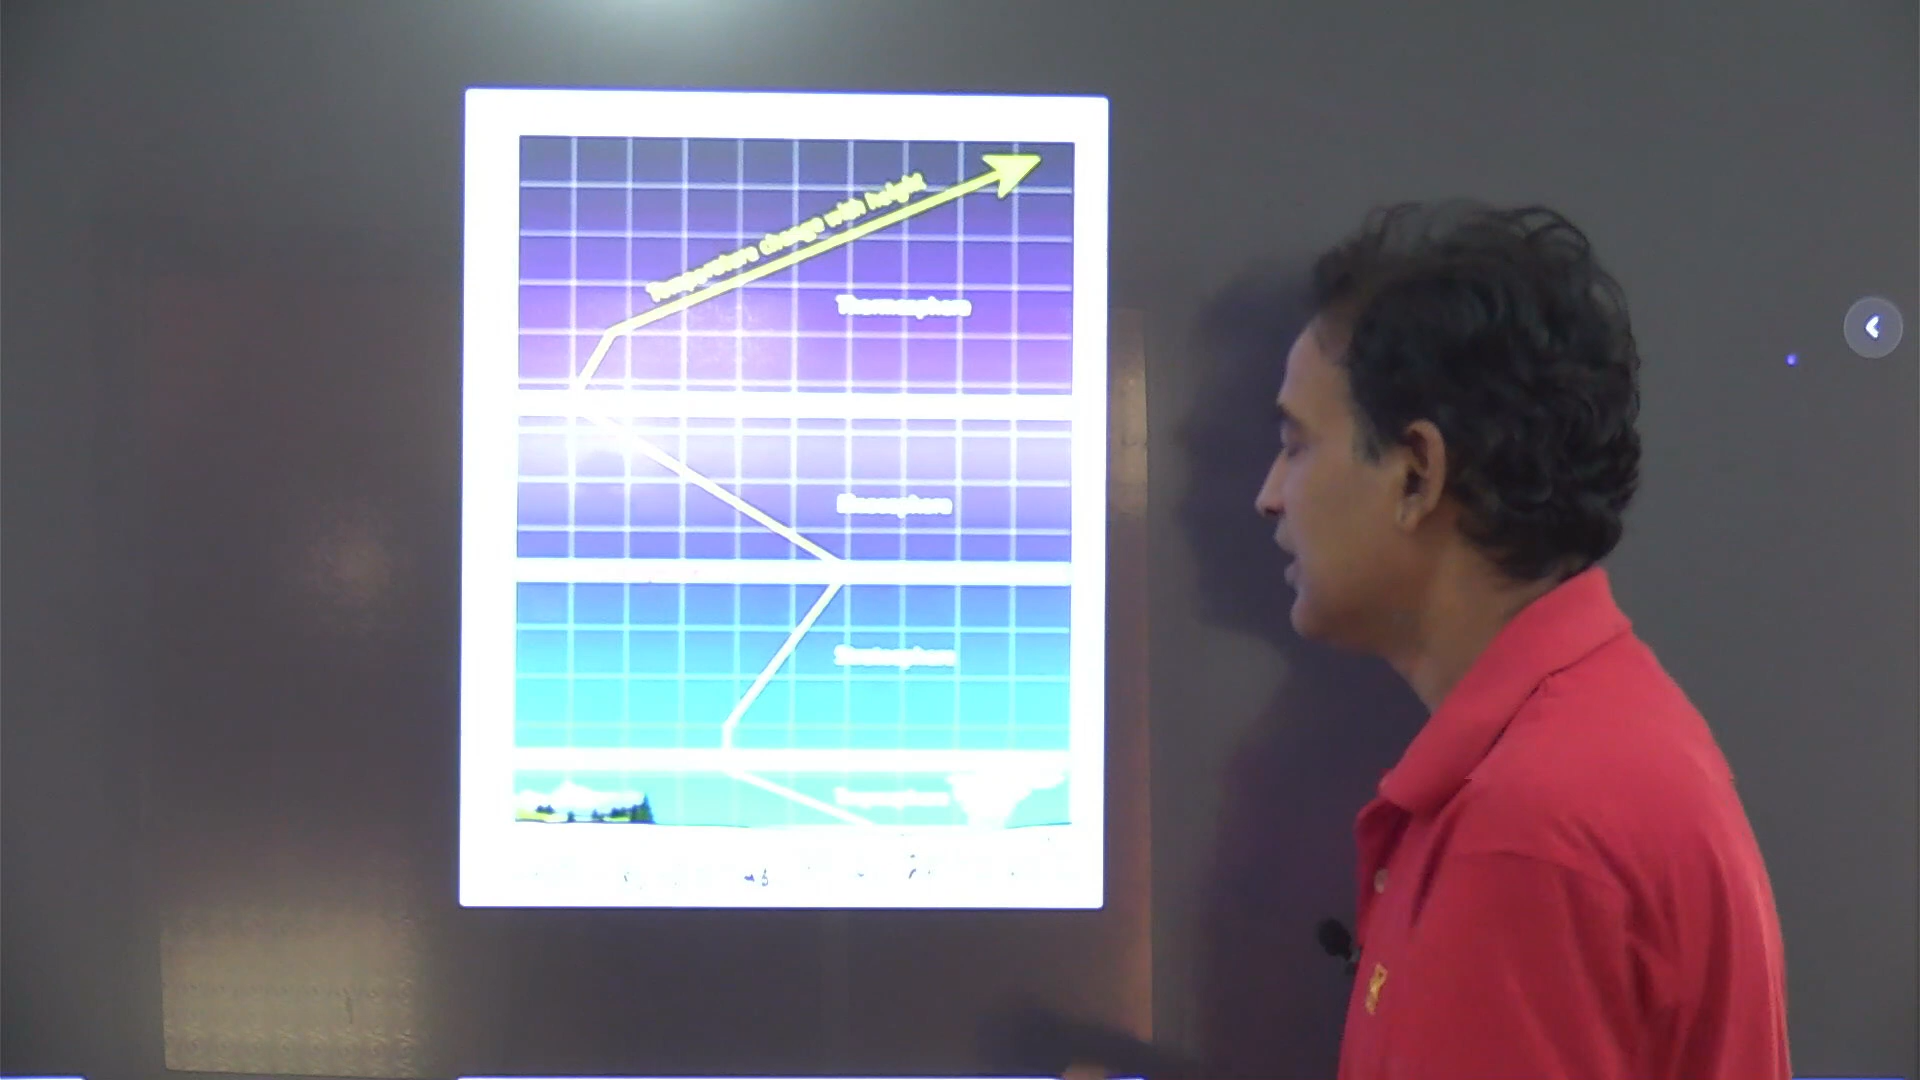 Temperature change with height
Thermosphere
Mesosphere
Stratosphere
Troposphere